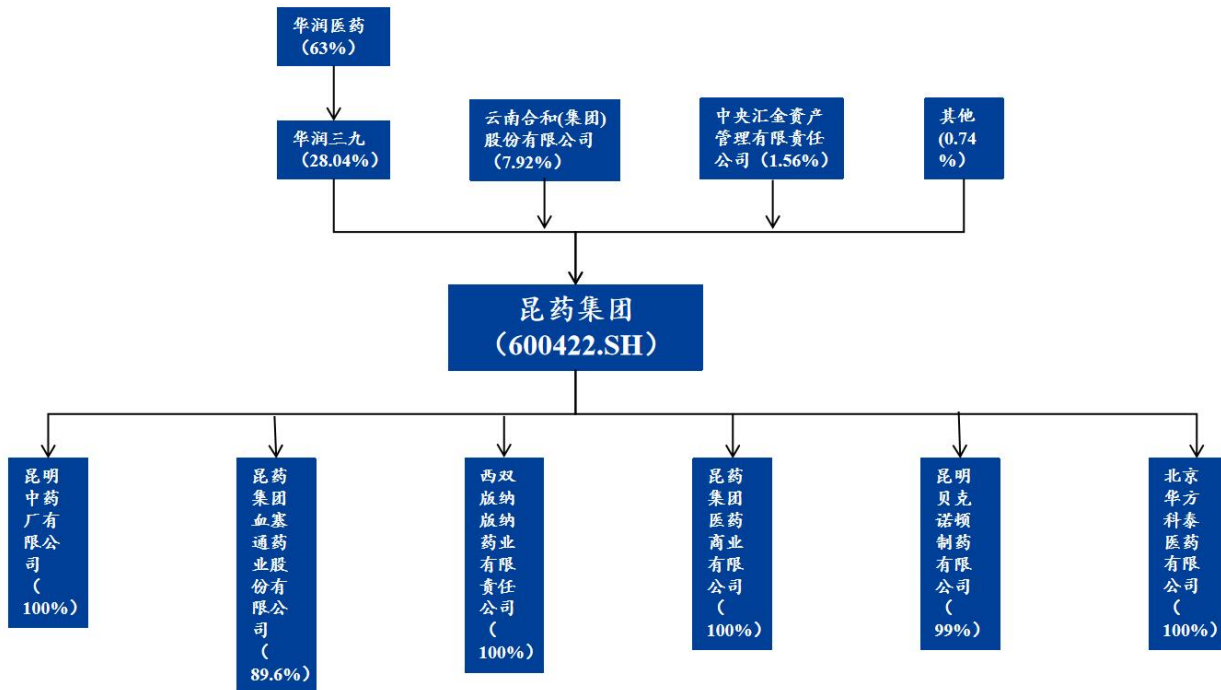 华润医药
（63%）
华润三九
（28.04%）
云南合和(集团)
股份有限公司
（7.92%）
中央汇金资产
管理有限责任
公司（1.56%）
其他
(0.74
%）
昆药集团
（600422.SH）
昆明
中药
厂有
限公
司
（
100%）
昆药
集团
血塞
通药
业股
份有
限公
司
（
89.6%）
西双
版纳
版纳
药业
有限
责任
公司
（
100%）
昆药
集团
医药
商业
有限
公司
（
100%）
昆明
贝克
诺顿
制药
有限
公司
（
99%）
北京
华方
科泰
医药
有限
公司
（
100%）